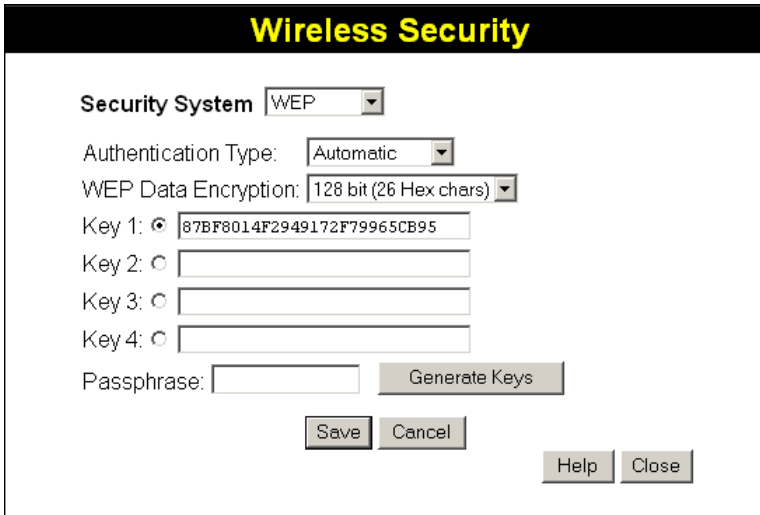 Wireless Security
Security System WEP
Authentication Type: Automatic
WEP Data Encryption: 128 bit (26 Hex chars)
Key 1: 87BF8014F2949172F79965CB95
Key 2:
Key 3:
Key 4:
Passphrase: Generate Keys
Save Cancel
Help Close